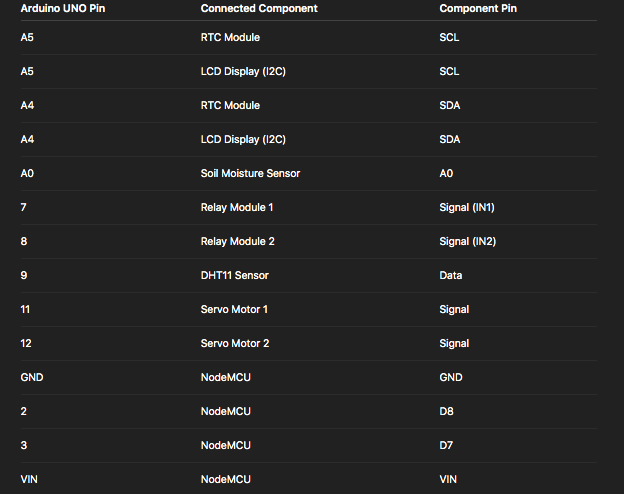 Arduino UNO Pin Connected Component Component Pin
A5 RTC Module SCL
A5 LCD Display (I2C) SCL
A4 RTC Module SDA
A4 LCD Display (I2C) SDA
A0 Soil Moisture Sensor A0
7 Relay Module 1 Signal (IN1)
8 Relay Module 2 Signal (IN2)
9 DHT11 Sensor Data
11 Servo Motor 1 Signal
12 Servo Motor 2 Signal
GND NodeMCU GND
2 NodeMCU D8
3 NodeMCU D7
VIN NodeMCU VIN